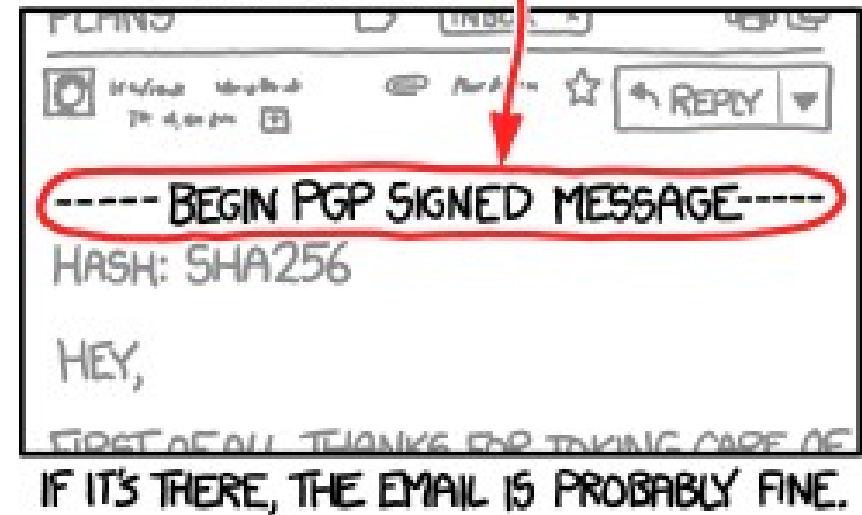 PLANS INBOX X
REPLY
-----BEGIN PGP SIGNED MESSAGE-----
HASH: SHA256
HEY,
FIRST OF ALL, THANKS FOR TAKING CARE OF
IF IT'S THERE, THE EMAIL IS PROBABLY FINE.